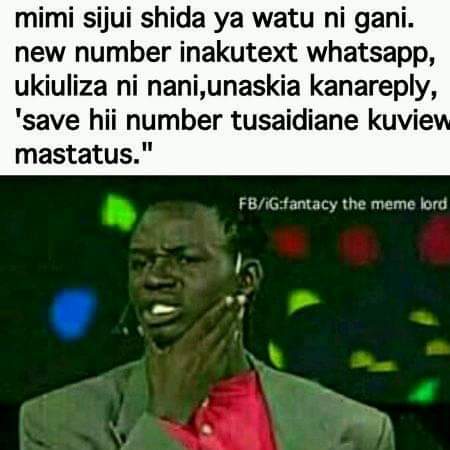 mimi sijui shida ya watu ni gani.
new number inakutext whatsapp,
ukiuliza ni nani,unaskia kanareply,
'save hii number tusaidiane kuview
mastatus."
FB/iG:fantacy the meme lord